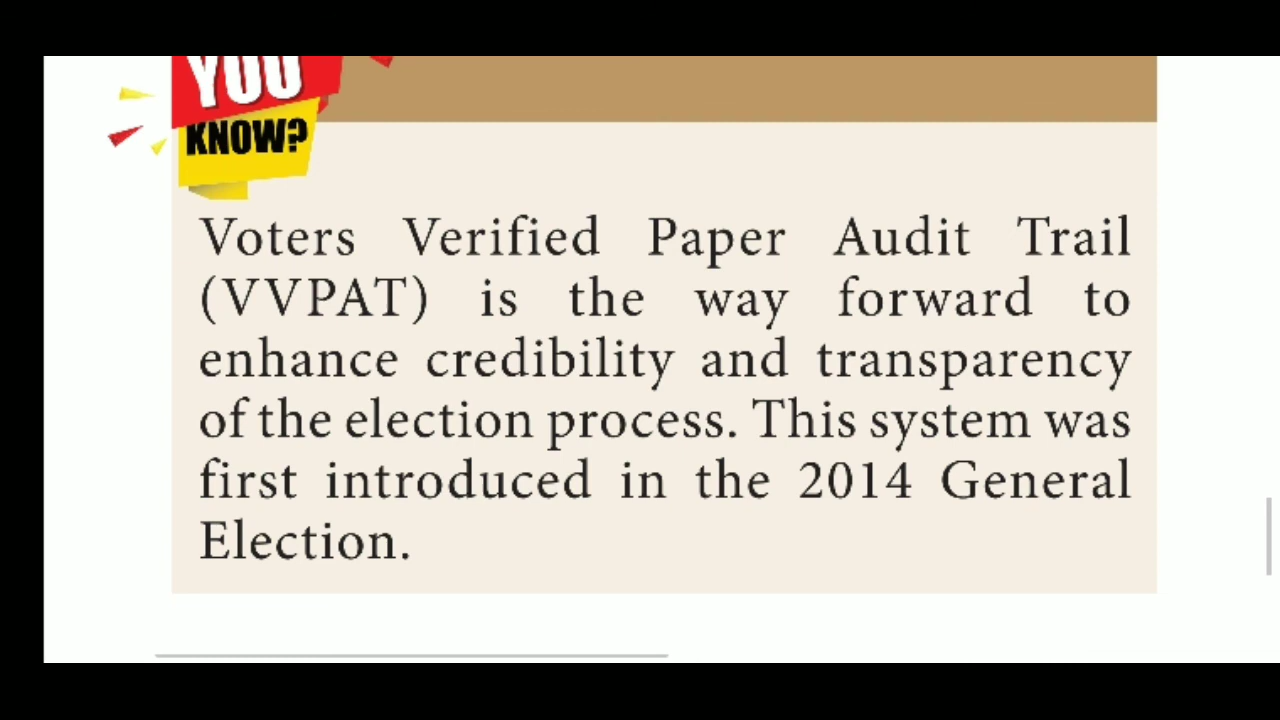 YOU
KNOW?
Voters Verified Paper Audit Trail
(VVPAT) is the way forward to
enhance credibility and transparency
of the election process. This system was
first introduced in the 2014 General
Election.